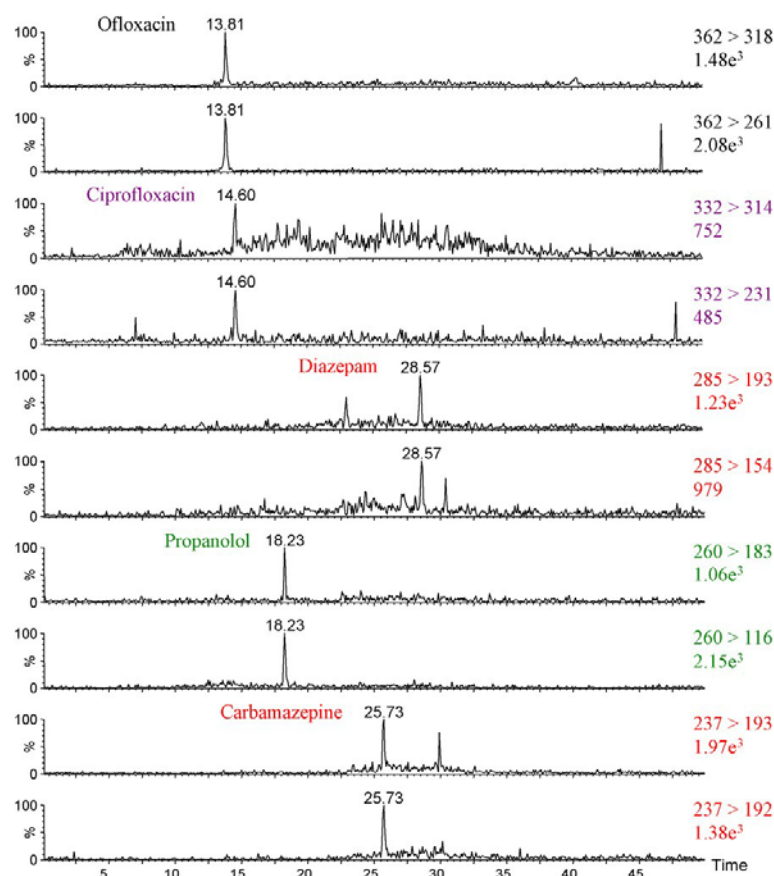 Ofloxacin
13.81
362 > 318
1.48e³
100
%
0
13.81
362 > 261
2.08e³
100
%
0
Ciprofloxacin
14.60
332 > 314
752
100
%
0
14.60
332 > 231
485
100
%
0
Diazepam
28.57
285 > 193
1.23e³
100
%
0
28.57
285 > 154
979
100
%
0
Propanolol
18.23
260 > 183
1.06e³
100
%
0
18.23
260 > 116
2.15e³
100
%
0
Carbamazepine
25.73
237 > 193
1.97e³
100
%
0
25.73
237 > 192
1.38e³
100
%
0
5 10 15 20 25 30 35 40 45 Time